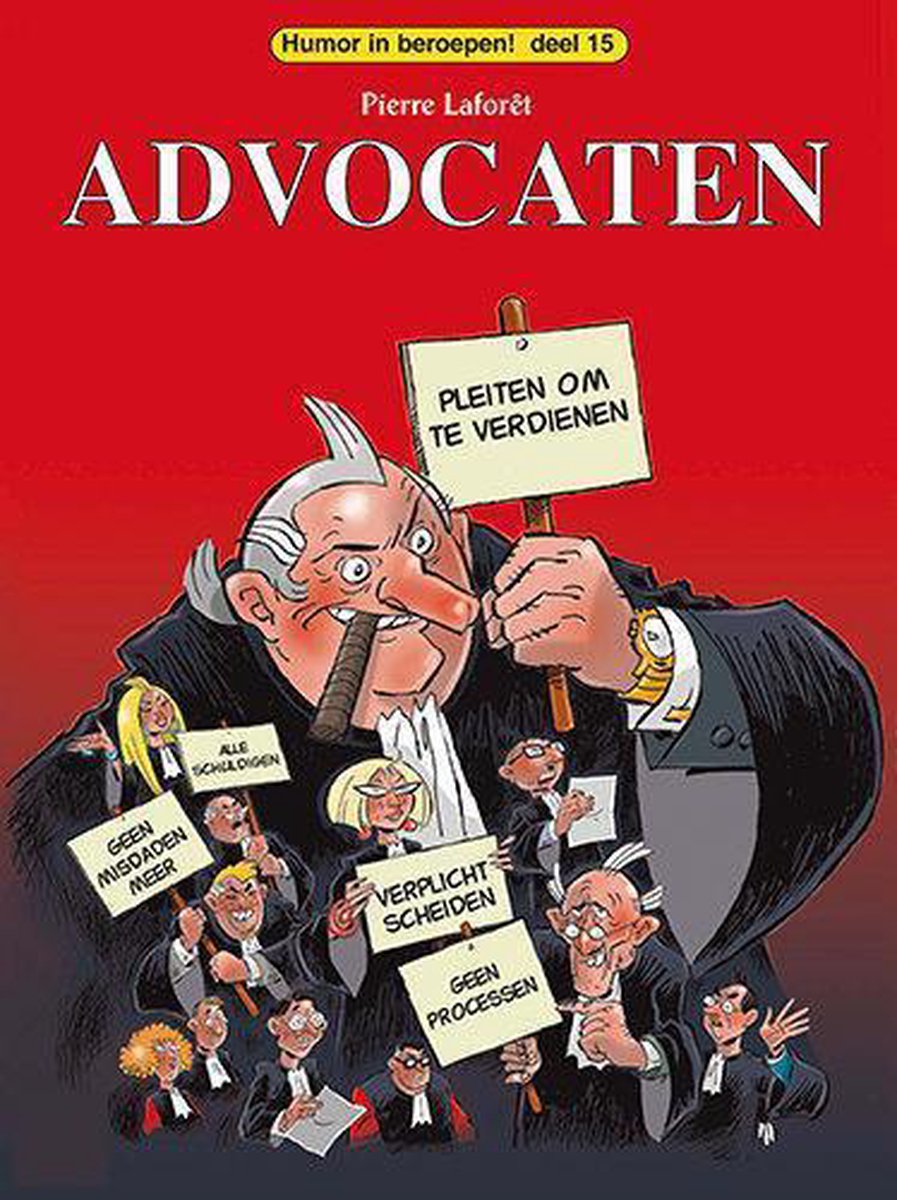 Humor in beroepen! deel 15
Pierre Laforêt
ADVOCATEN
PLEITEN OM
TE VERDIENEN
ALLE
SCHULDIGEN
GEEN
MISDADEN
MEER
VERPLICHT
SCHEIDEN
GEEN
PROCESSEN